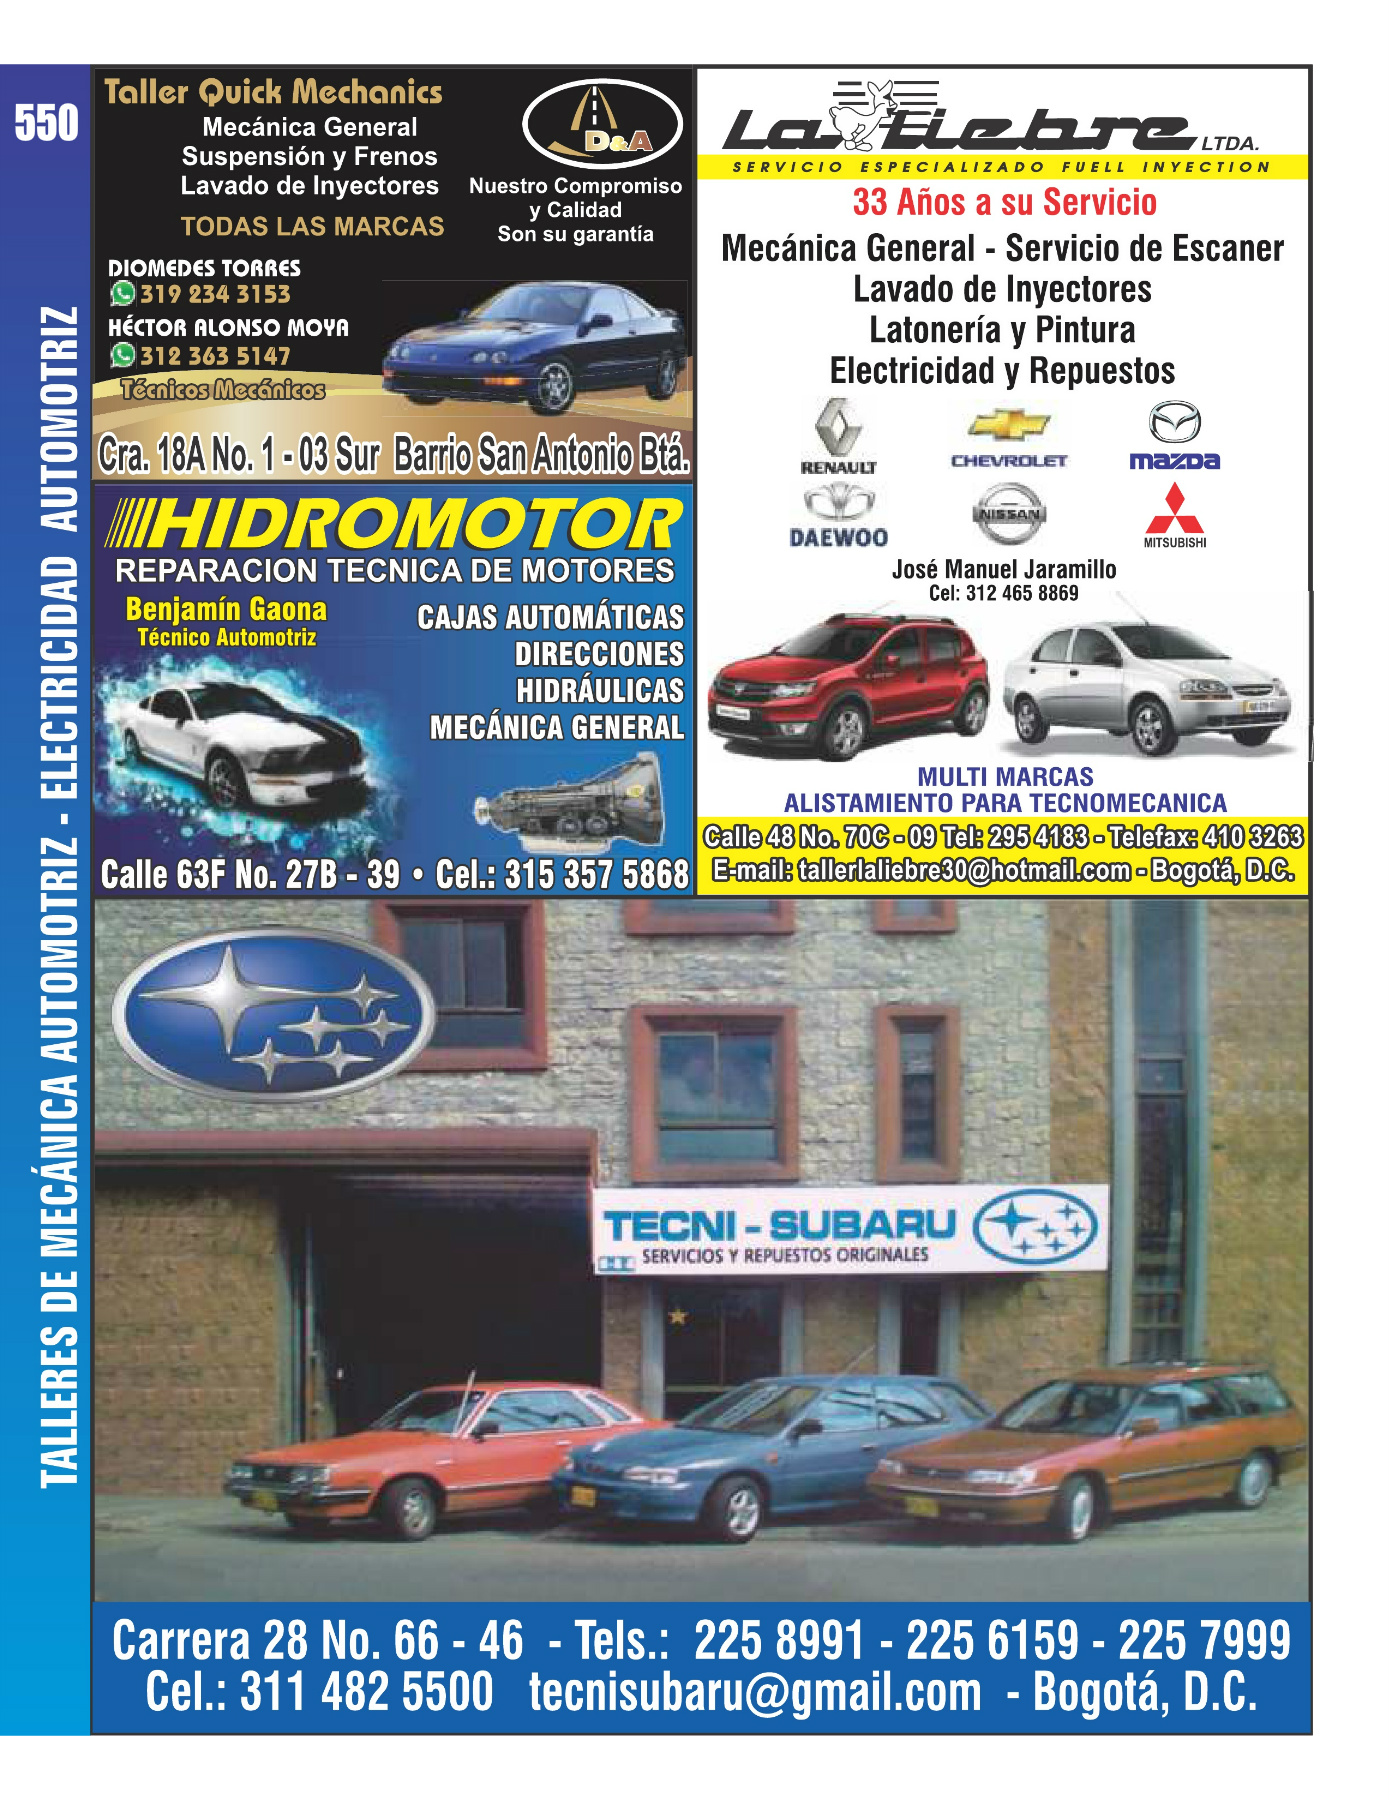 550
TALLERES DE MECÁNICA AUTOMOTRIZ - ELECTRICIDAD AUTOMOTRIZ
Taller Quick Mechanics
Mecánica General
Suspensión y Frenos
Lavado de Inyectores
TODAS LAS MARCAS
D&A
Nuestro Compromiso
y Calidad
Son su garantía
DIOMEDES TORRES
319 234 3153
HÉCTOR ALONSO MOYA
312 363 5147
Técnicos Mecánicos
Cra. 18A No. 1 - 03 Sur Barrio San Antonio Btá.
HIDROMOTOR
REPARACION TECNICA DE MOTORES
Benjamín Gaona
Técnico Automotriz
CAJAS AUTOMÁTICAS
DIRECCIONES
HIDRÁULICAS
MECÁNICA GENERAL
Calle 63F No. 27B - 39 • Cel.: 315 357 5868
La Liebre LTDA.
SERVICIO ESPECIALIZADO FUELL INYECTION
33 Años a su Servicio
Mecánica General - Servicio de Escaner
Lavado de Inyectores
Latonería y Pintura
Electricidad y Repuestos
RENAULT CHEVROLET mazda
DAEWOO NISSAN MITSUBISHI
José Manuel Jaramillo
Cel: 312 465 8869
MULTI MARCAS
ALISTAMIENTO PARA TECNOMECANICA
Calle 48 No. 70C - 09 Tel: 295 4183 - Telefax: 410 3263
E-mail: tallerlaliebre30@hotmail.com - Bogotá, D.C.
TECNI - SUBARU
SERVICIOS Y REPUESTOS ORIGINALES
Carrera 28 No. 66 - 46 - Tels.: 225 8991 - 225 6159 - 225 7999
Cel.: 311 482 5500 tecnisubaru@gmail.com - Bogotá, D.C.